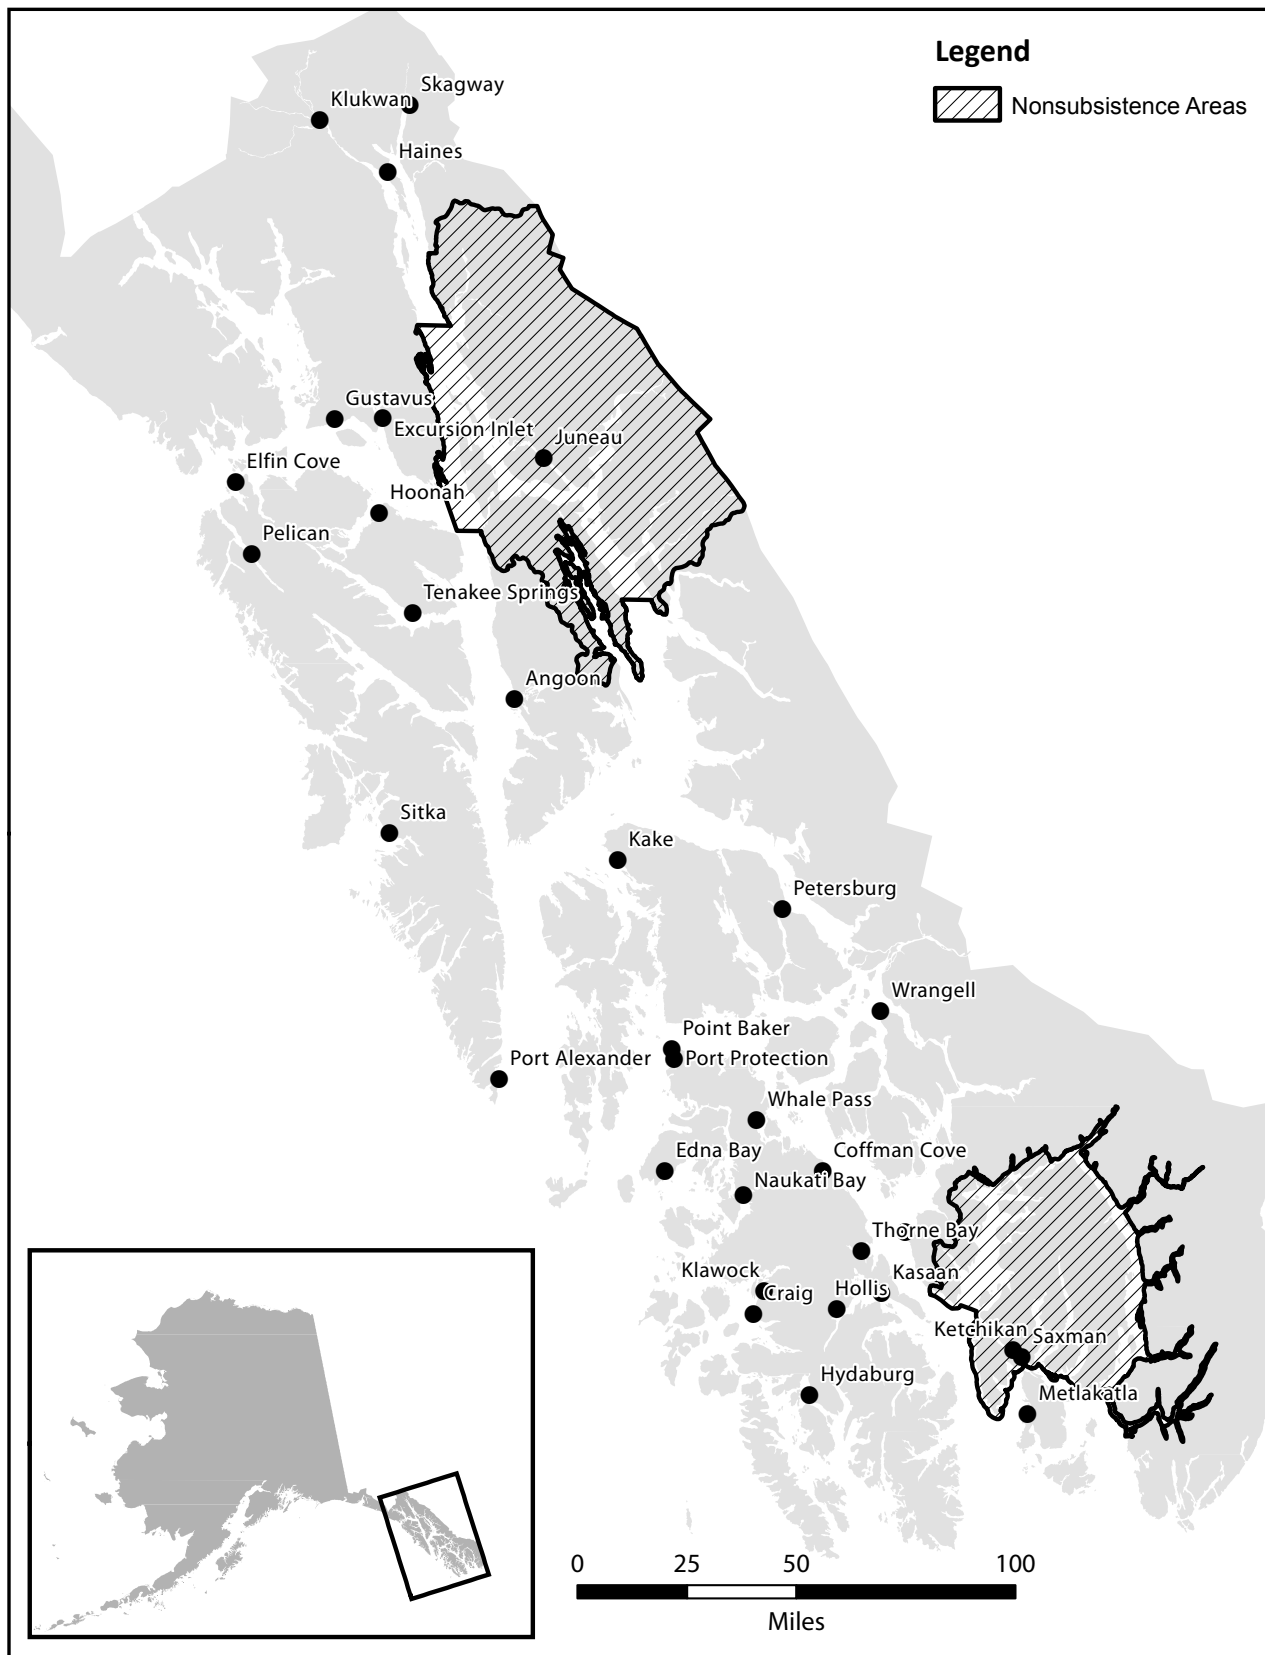 Legend
Nonsubsistence Areas
Skagway
Klukwan
Haines
Gustavus
Excursion Inlet
Juneau
Elfin Cove
Hoonah
Pelican
Tenakee Springs
Angoon
Sitka
Kake
Petersburg
Wrangell
Point Baker
Port Alexander
Port Protection
Whale Pass
Edna Bay
Coffman Cove
Naukati Bay
Thorne Bay
Klawock
Kasaan
Craig
Hollis
Ketchikan
Saxman
Hydaburg
Metlakatla
0 25 50 100
Miles